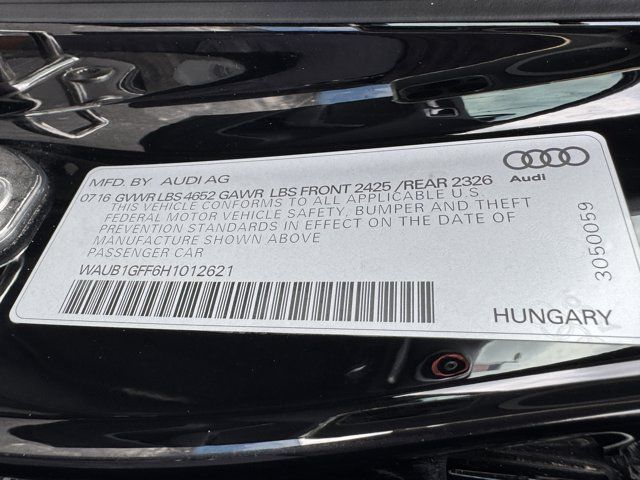 MFD. BY AUDI AG
0716 GVWR LBS 4652 GAWR LBS FRONT 2425 /REAR 2326
THIS VEHICLE CONFORMS TO ALL APPLICABLE U.S.
FEDERAL MOTOR VEHICLE SAFETY, BUMPER AND THEFT
PREVENTION STANDARDS IN EFFECT ON THE DATE OF
MANUFACTURE SHOWN ABOVE
PASSENGER CAR
WAUB1GFF6H1012621
Audi
3050059
HUNGARY